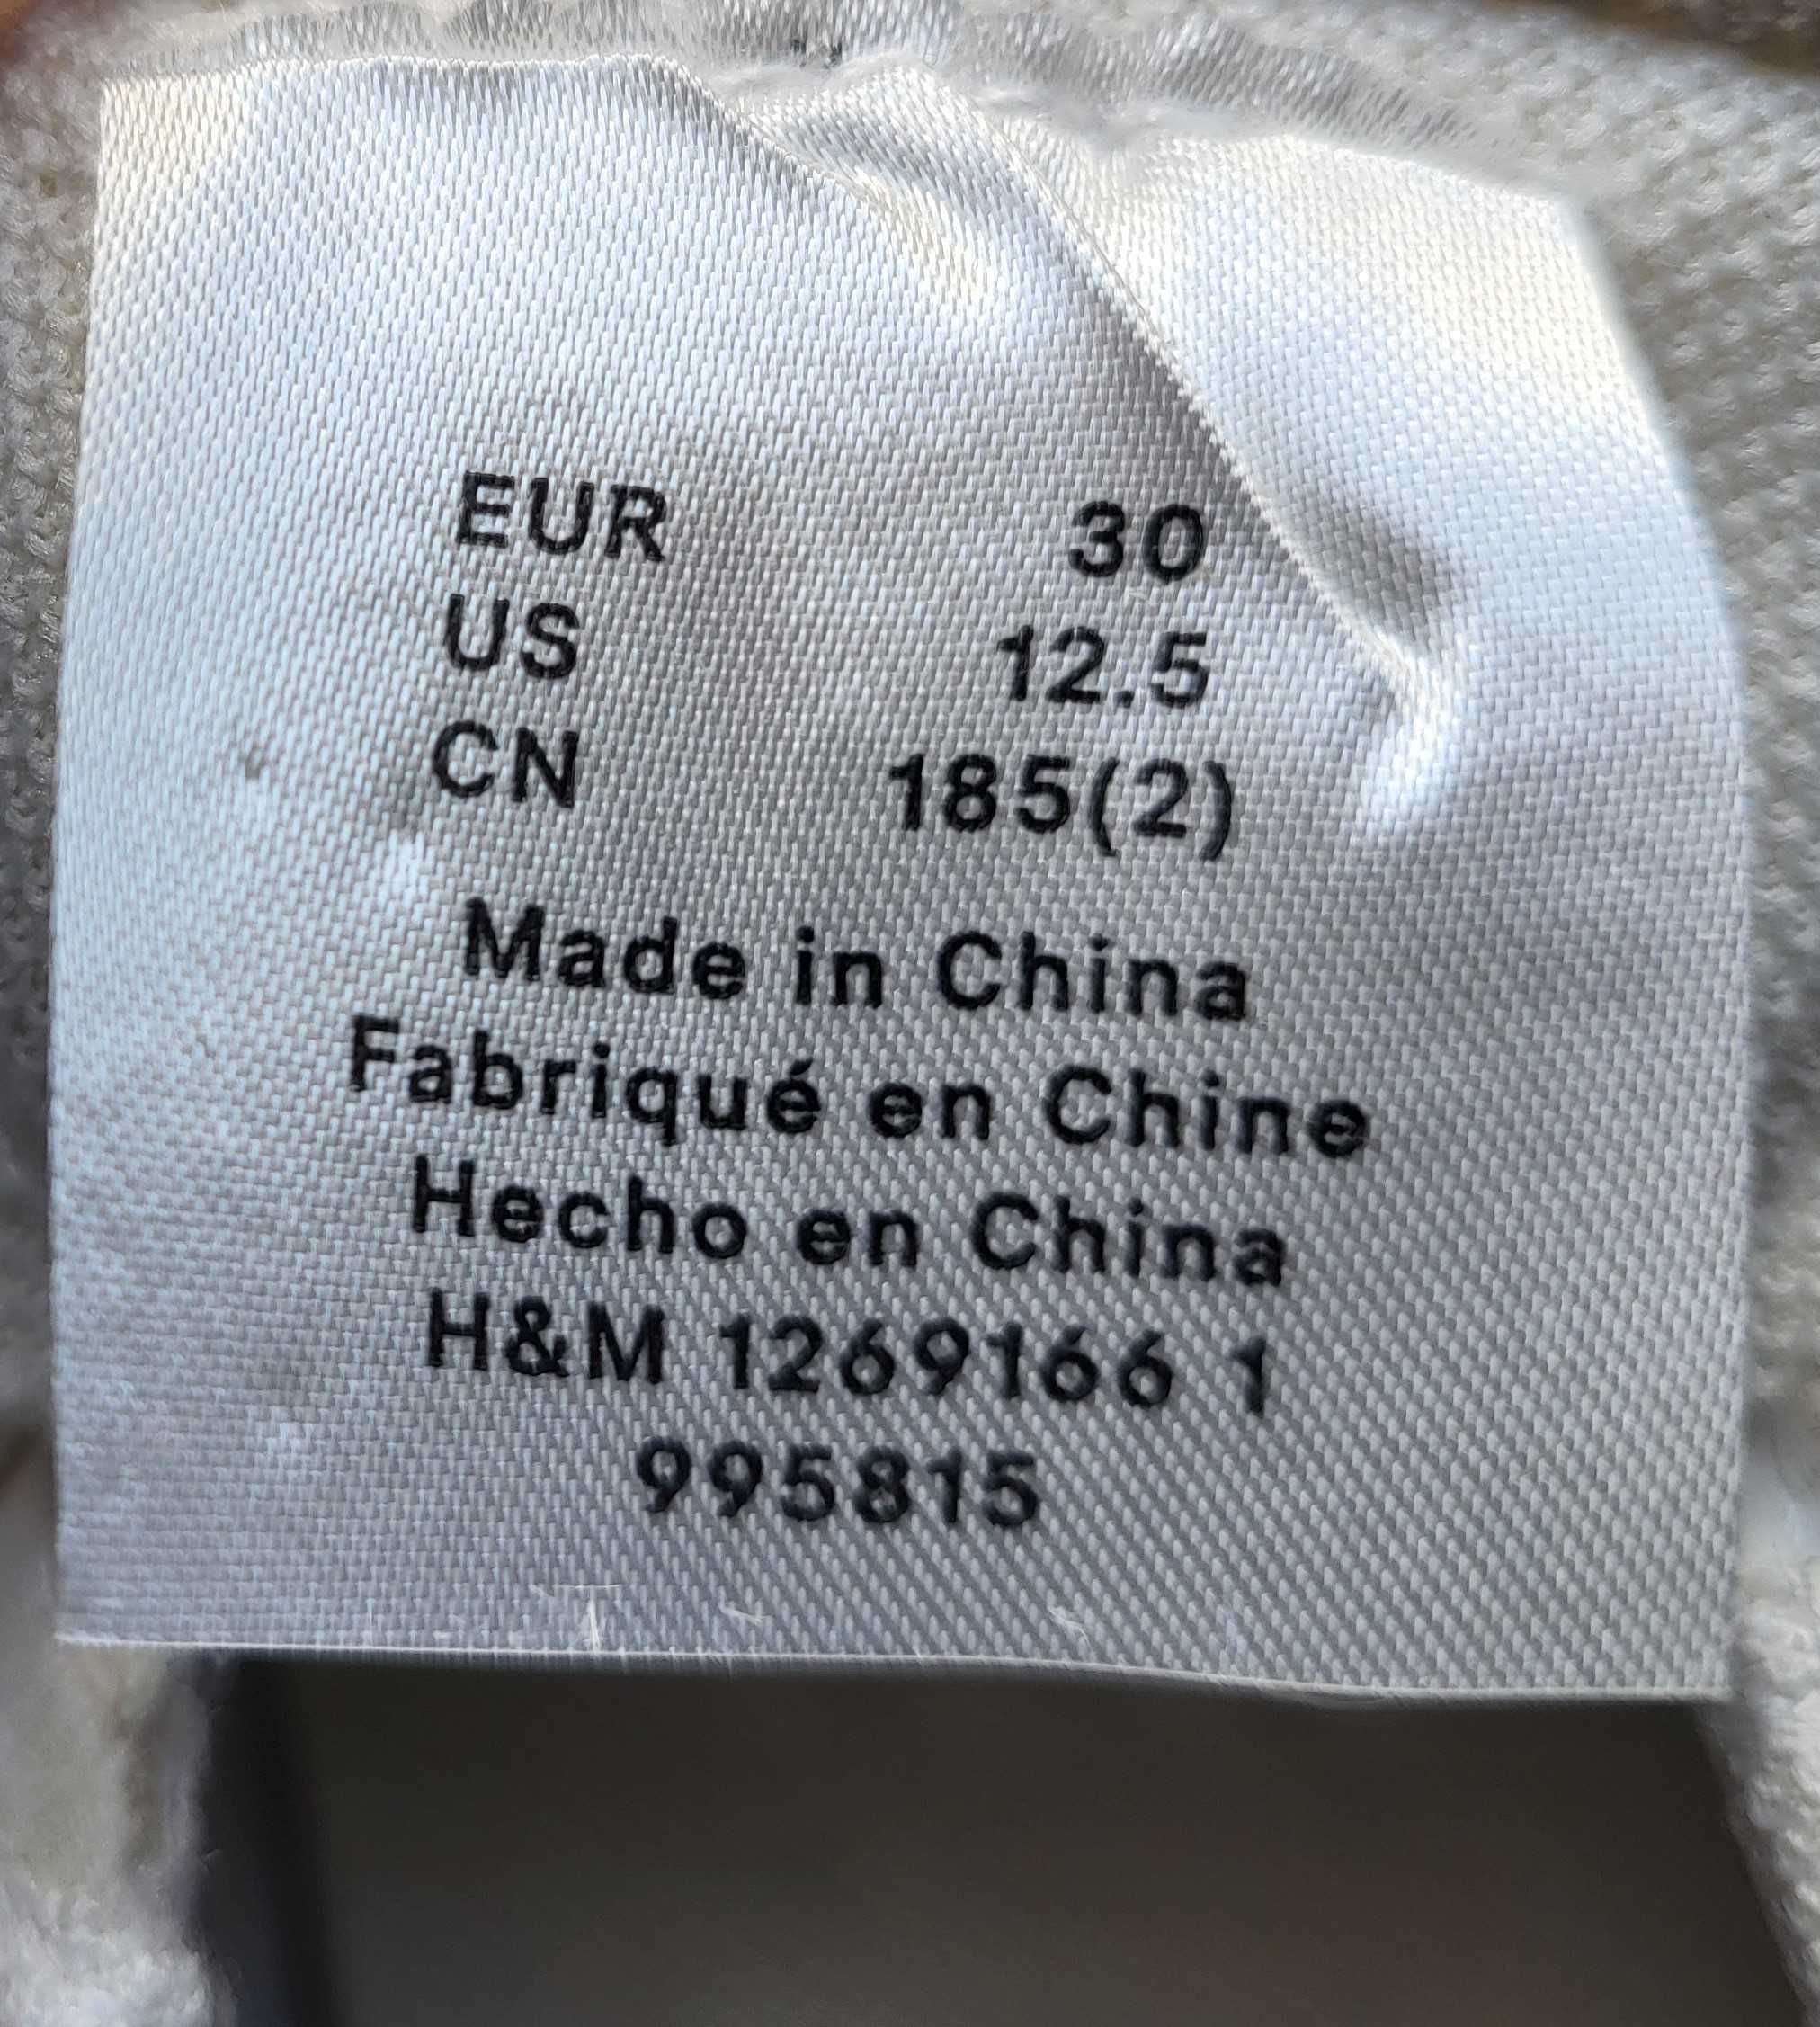 EUR 30
US 12.5
CN 185(2)
Made in China
Fabriqué en Chine
Hecho en China
H&M 1269166 1
995815